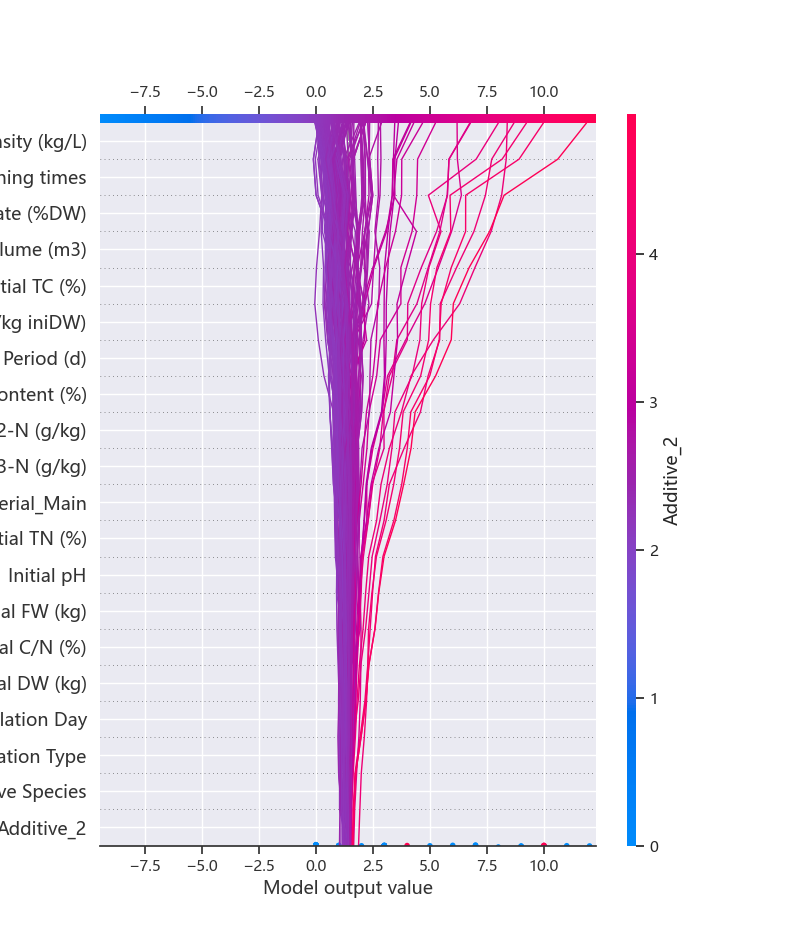 −7.5 −5.0 −2.5 0.0 2.5 5.0 7.5 10.0
sity (kg/L)
ning times
ate (%DW)
lume (m3)
tial TC (%)
/kg iniDW)
Period (d)
ontent (%)
2-N (g/kg)
3-N (g/kg)
erial_Main
tial TN (%)
Initial pH
al FW (kg)
al C/N (%)
al DW (kg)
lation Day
ation Type
ve Species
Additive_2
−7.5 −5.0 −2.5 0.0 2.5 5.0 7.5 10.0
Model output value
4
3
2
1
0
Additive_2